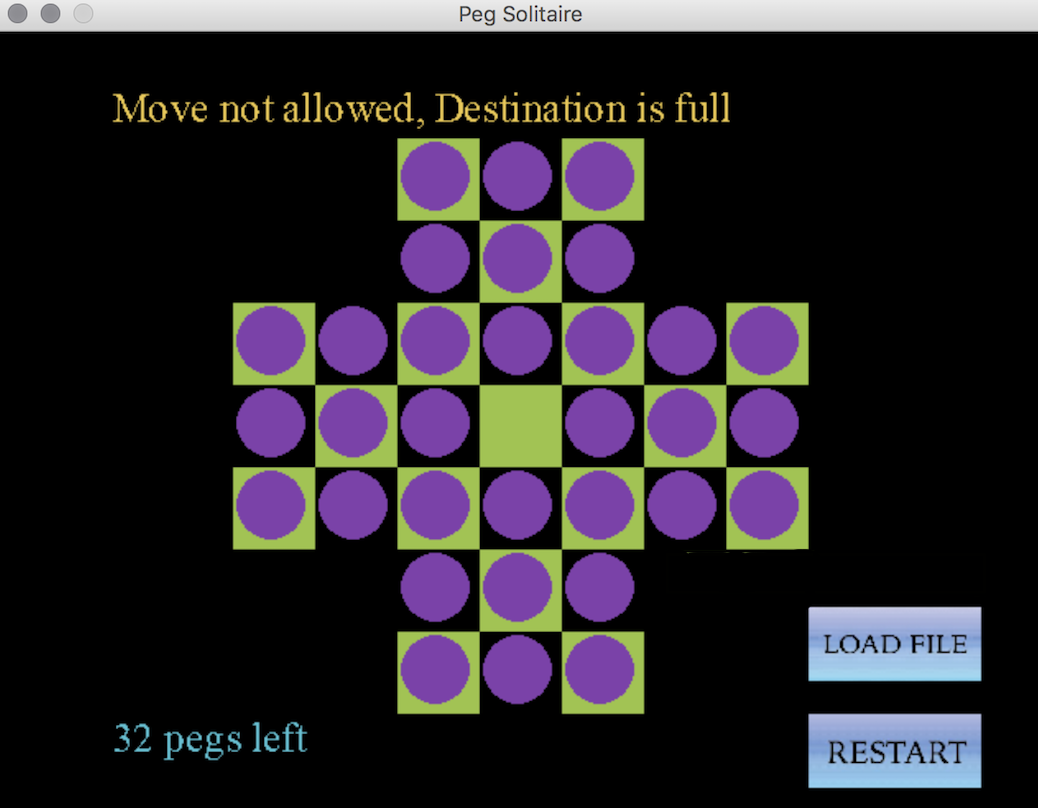 Peg Solitaire
Move not allowed, Destination is full
LOAD FILE
32 pegs left
RESTART